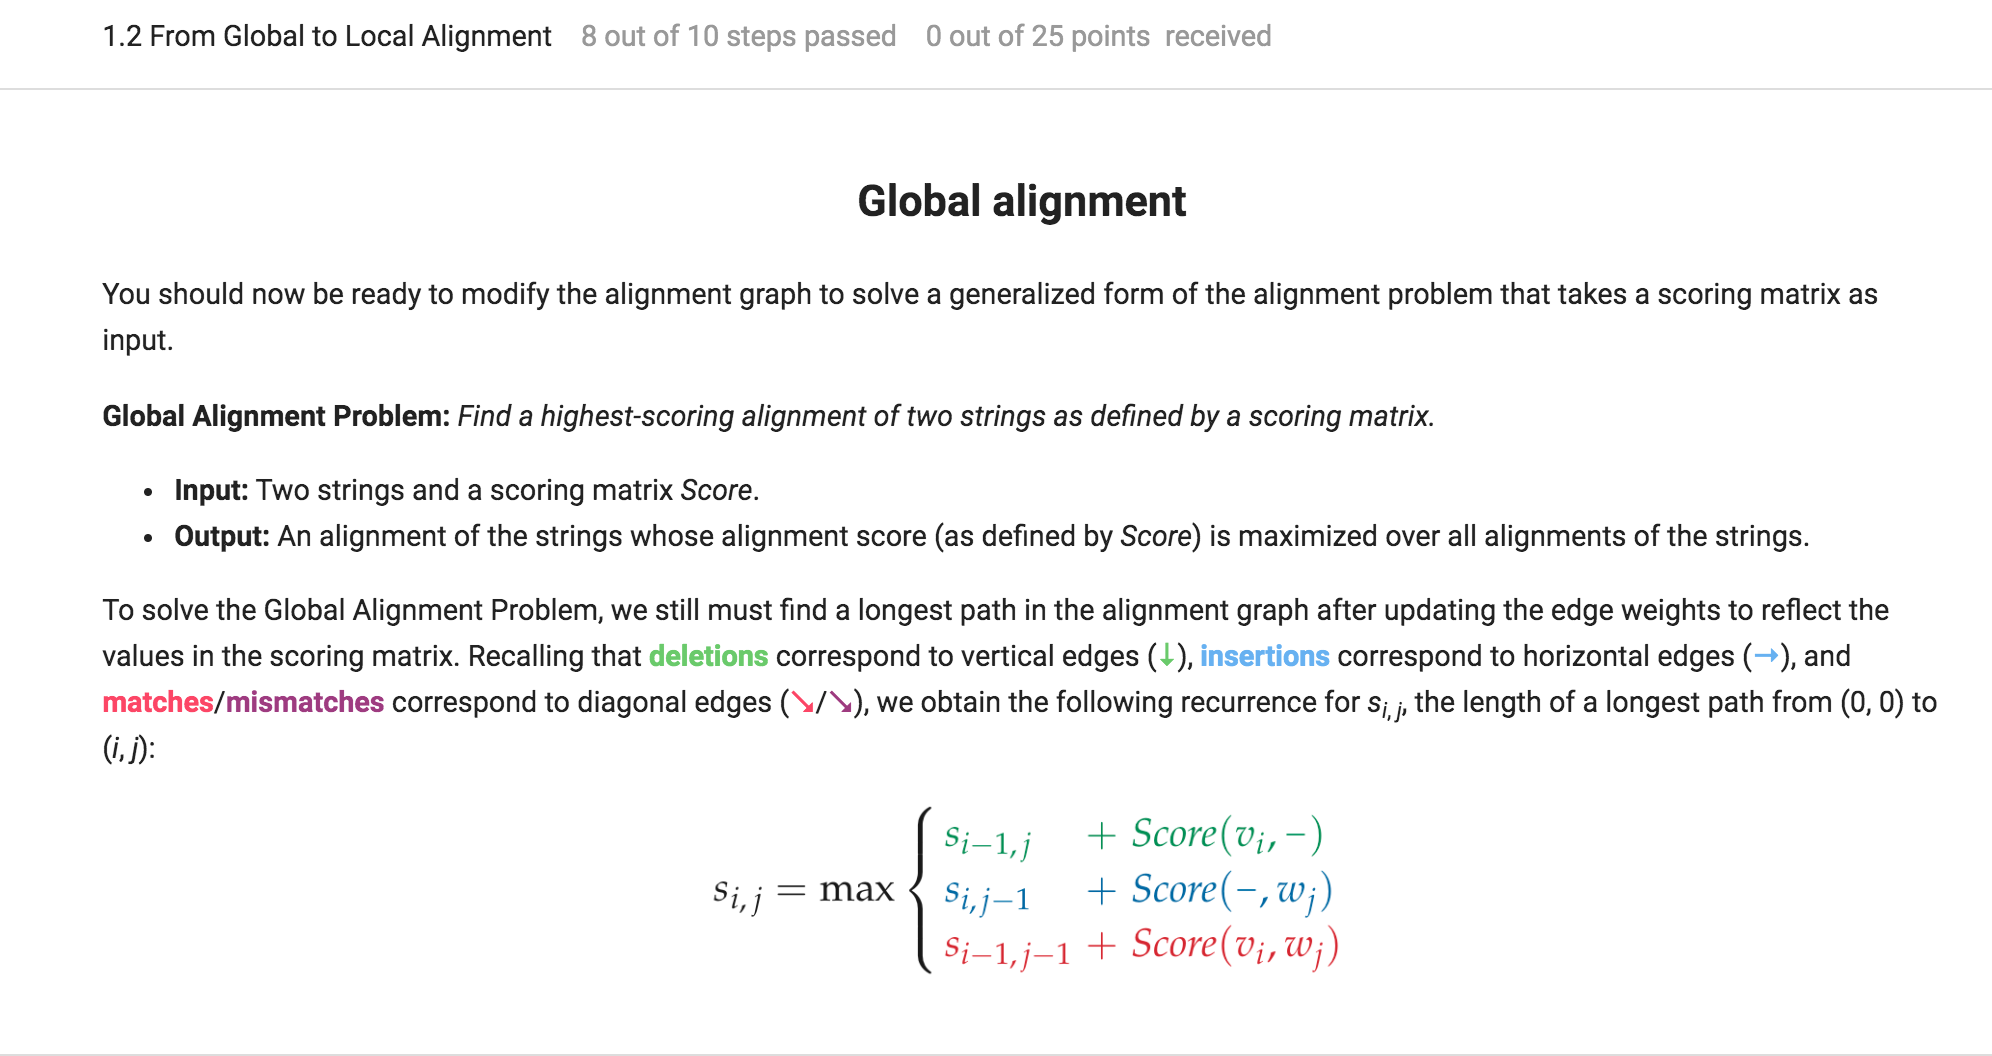 1.2 From Global to Local Alignment 8 out of 10 steps passed 0 out of 25 points received
Global alignment
You should now be ready to modify the alignment graph to solve a generalized form of the alignment problem that takes a scoring matrix as
input.
Global Alignment Problem: Find a highest-scoring alignment of two strings as defined by a scoring matrix.
• Input: Two strings and a scoring matrix Score.
• Output: An alignment of the strings whose alignment score (as defined by Score) is maximized over all alignments of the strings.
To solve the Global Alignment Problem, we still must find a longest path in the alignment graph after updating the edge weights to reflect the
values in the scoring matrix. Recalling that deletions correspond to vertical edges (↓), insertions correspond to horizontal edges (→), and
matches/mismatches correspond to diagonal edges (↘/↘), we obtain the following recurrence for s_{i, j}, the length of a longest path from (0, 0) to
(i, j):
s_{i-1,j} + Score(v_i, −)
s_{i,j} = max { s_{i,j-1} + Score(−, w_j)
s_{i-1,j-1} + Score(v_i, w_j)